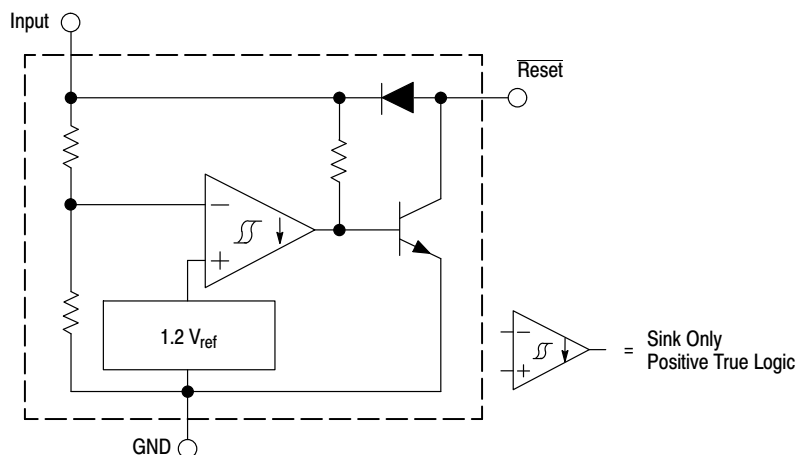 Input
Reset
−
+
1.2 Vref
GND
−
+
= Sink Only
Positive True Logic